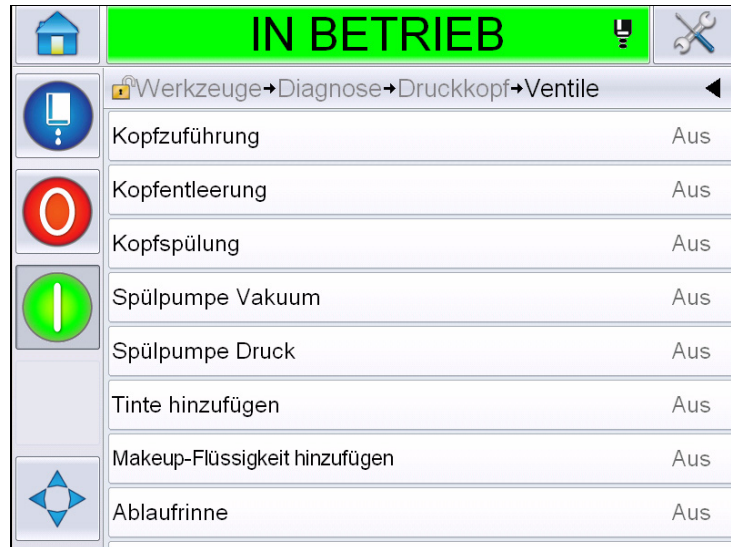 IN BETRIEB
Werkzeuge→Diagnose→Druckkopf→Ventile
Kopfzuführung Aus
Kopfentleerung Aus
Kopfspülung Aus
Spülpumpe Vakuum Aus
Spülpumpe Druck Aus
Tinte hinzufügen Aus
Makeup-Flüssigkeit hinzufügen Aus
Ablaufrinne Aus